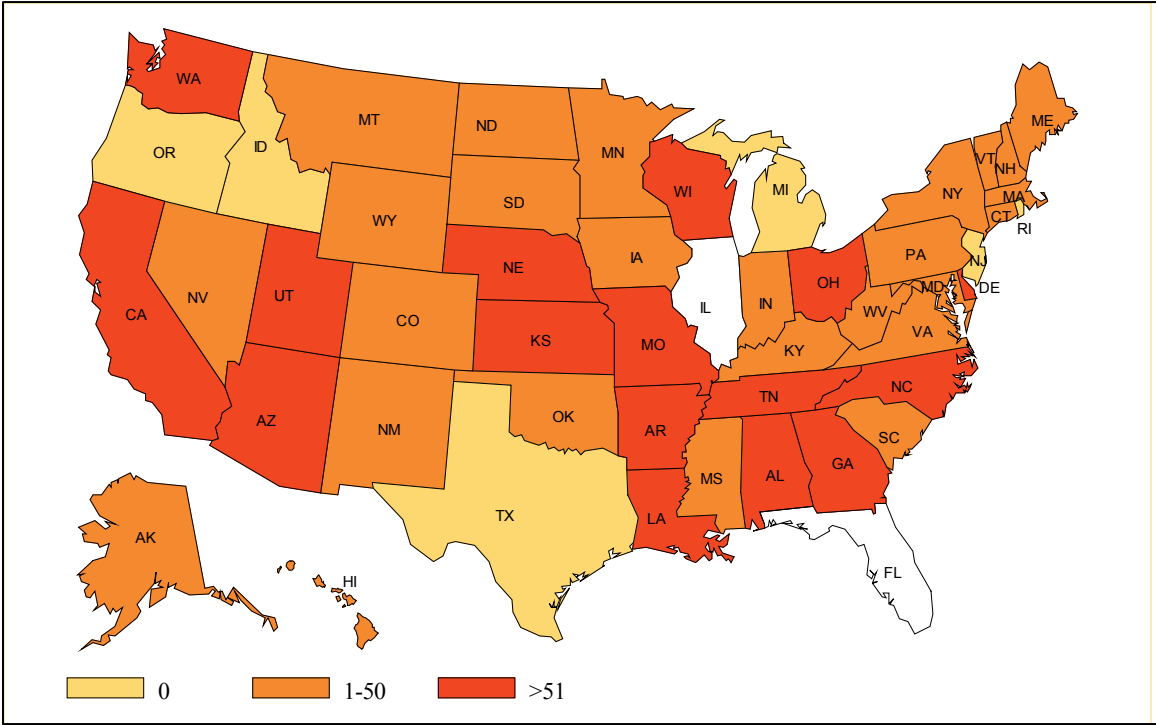 WA
MT
ND
MN
ME
OR
ID
WI
MI
VT
NH
NY
MA
CT
RI
WY
SD
IA
PA
NJ
NE
NV
UT
CO
IL
IN
OH
MD
DE
WV
VA
CA
KS
MO
KY
AZ
NM
OK
AR
TN
NC
SC
MS
AL
GA
TX
LA
AK
HI
FL
0
1-50
>51